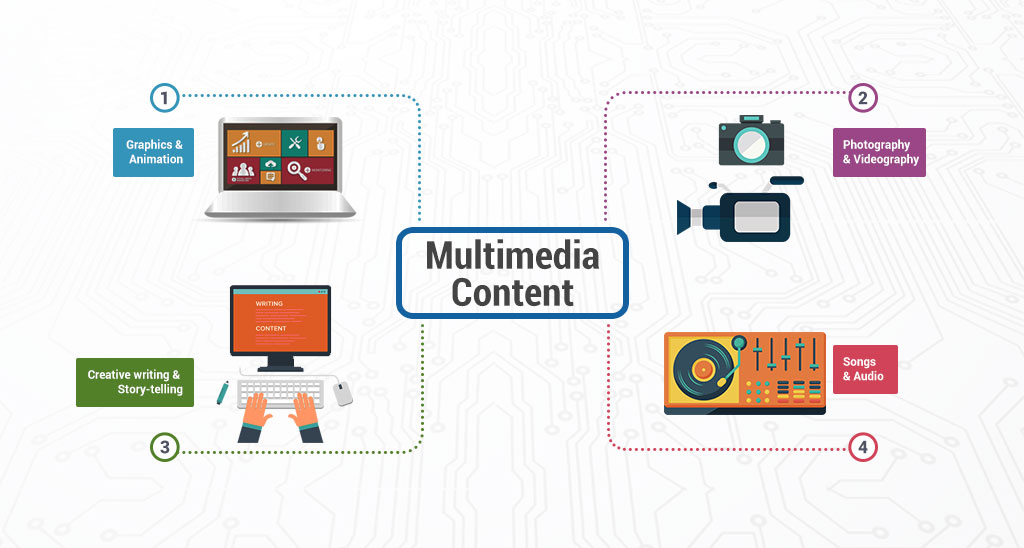 1
Graphics &
Animation
2
Photography
& Videography
Multimedia
Content
WRITING
CONTENT
Creative writing &
Story-telling
3
Songs
& Audio
4